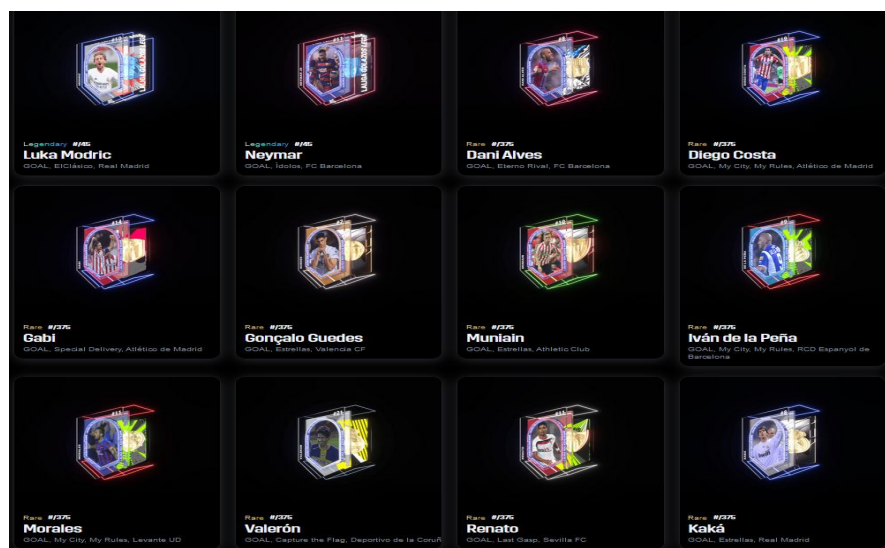 Legendary #/45
Luka Modric
GOAL, ElClásico, Real Madrid
Legendary #/45
Neymar
GOAL, Ídolos, FC Barcelona
Rare #/375
Dani Alves
GOAL, Eterno Rival, FC Barcelona
Rare #/375
Diego Costa
GOAL, My City, My Rules, Atlético de Madrid
Rare #/375
Gabi
GOAL, Special Delivery, Atlético de Madrid
Rare #/375
Gonçalo Guedes
GOAL, Estrellas, Valencia CF
Rare #/375
Muniain
GOAL, Estrellas, Athletic Club
Rare #/375
Iván de la Peña
GOAL, My City, My Rules, RCD Espanyol de
Barcelona
Rare #/375
Morales
GOAL, My City, My Rules, Levante UD
Rare #/375
Valerón
GOAL, Capture the Flag, Deportivo de la Coruñ
Rare #/375
Renato
GOAL, Last Gasp, Sevilla FC
Rare #/375
Kaká
GOAL, Estrellas, Real Madrid